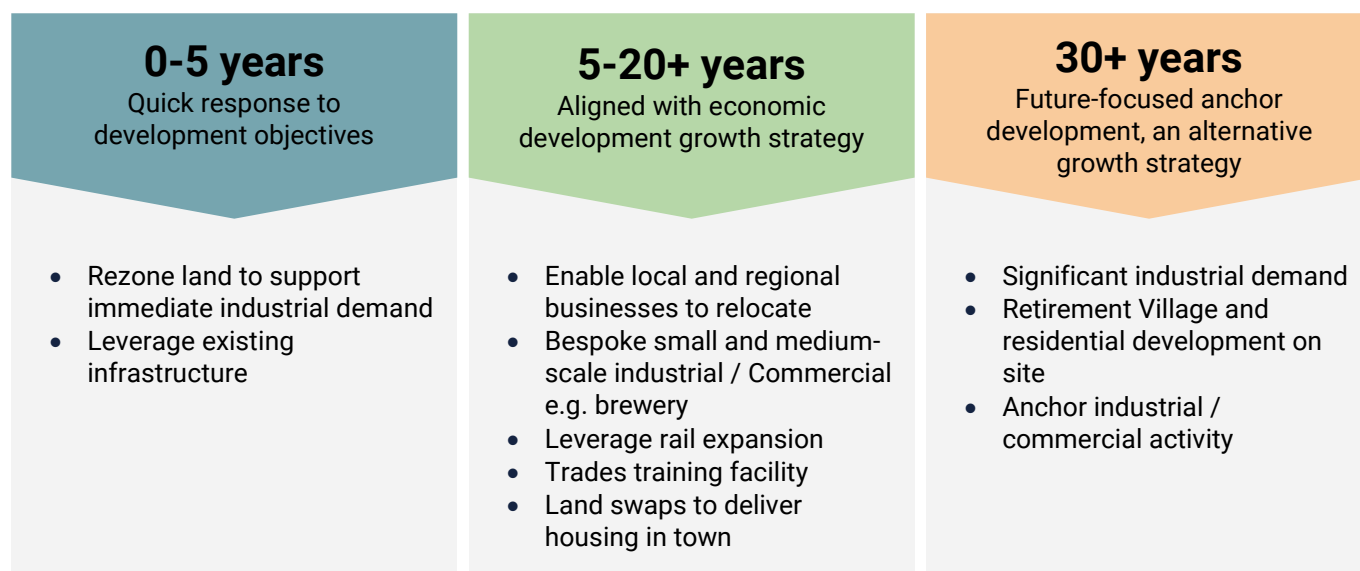 0-5 years
Quick response to
development objectives
• Rezone land to support
immediate industrial demand
• Leverage existing
infrastructure
5-20+ years
Aligned with economic
development growth strategy
• Enable local and regional
businesses to relocate
• Bespoke small and medium-
scale industrial / Commercial
e.g. brewery
• Leverage rail expansion
• Trades training facility
• Land swaps to deliver
housing in town
30+ years
Future-focused anchor
development, an alternative
growth strategy
• Significant industrial demand
• Retirement Village and
residential development on
site
• Anchor industrial /
commercial activity